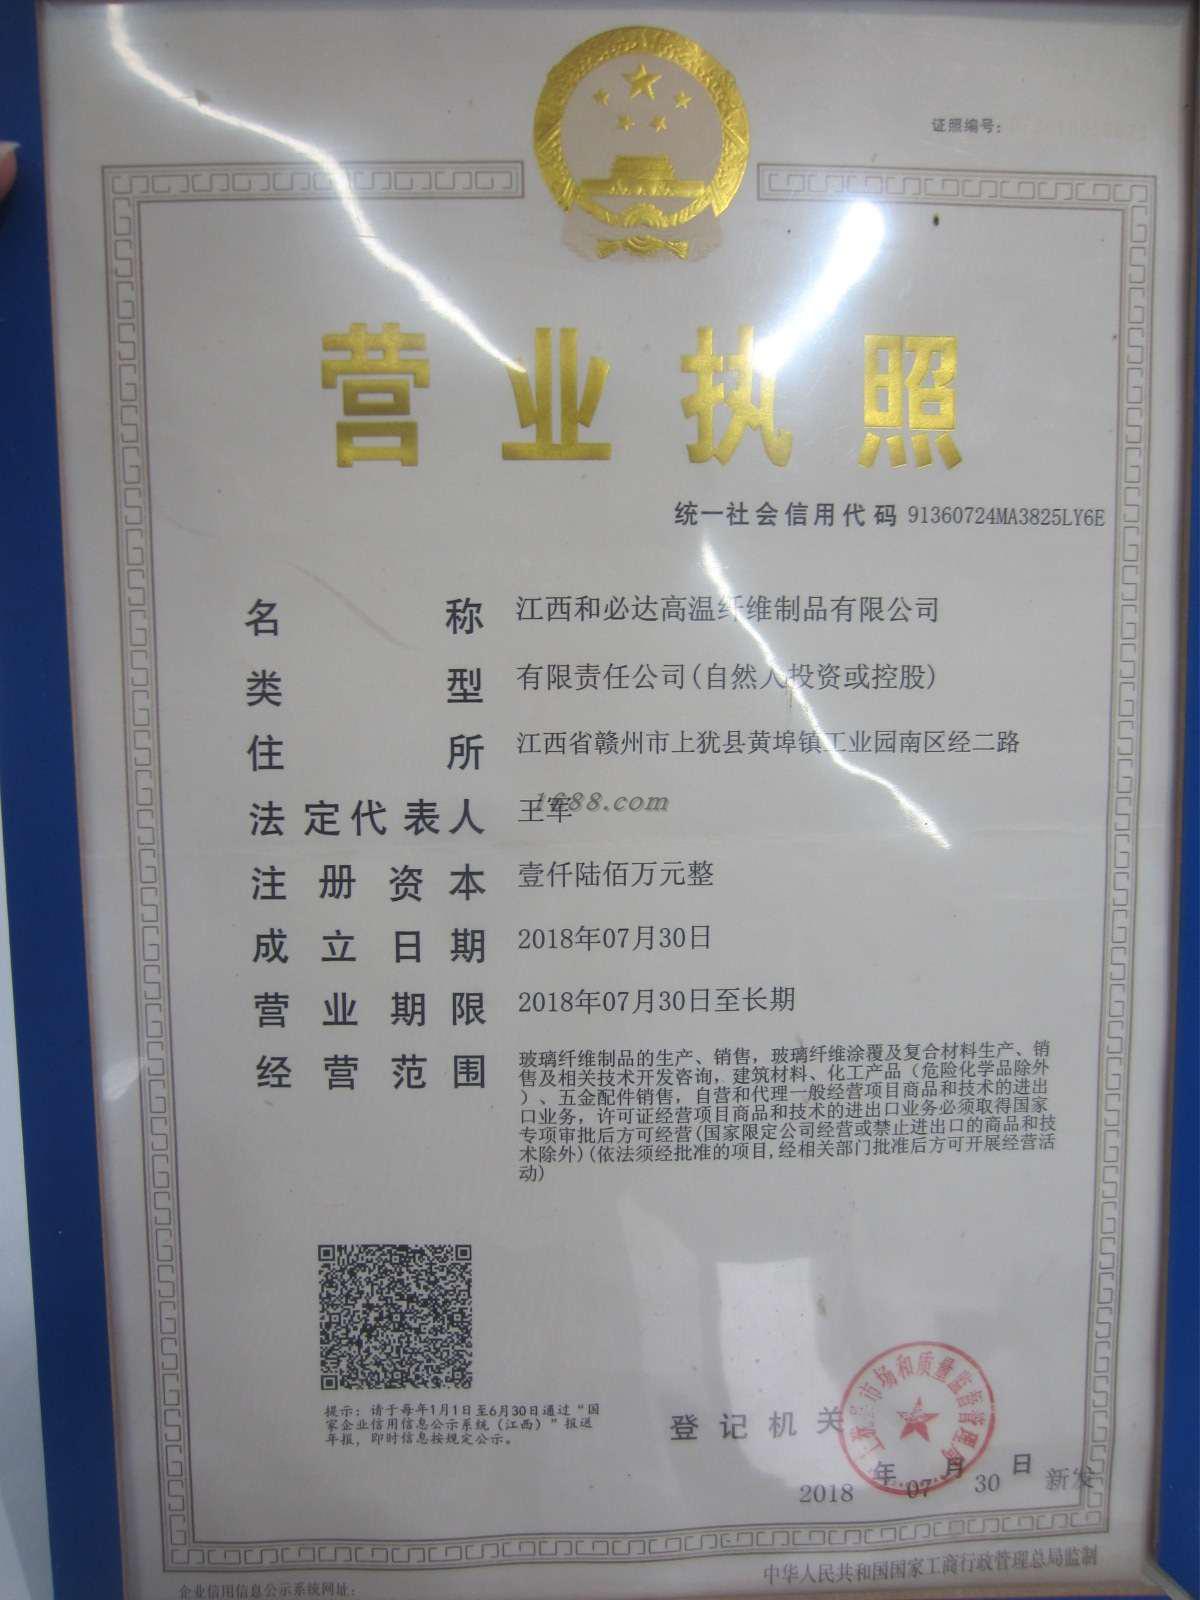 证照编号:
营业执照
统一社会信用代码 91360724MA3825LY6E
名称 江西和必达高温纤维制品有限公司
类型 有限责任公司(自然人投资或控股)
住所 江西省赣州市上犹县黄埠镇工业园南区经二路
法定代表人 王军
1688.com
注册资本 壹仟陆佰万元整
成立日期 2018年07月30日
营业期限 2018年07月30日至长期
经营范围 玻璃纤维制品的生产、销售，玻璃纤维涂覆及复合材料生产、销
售及相关技术开发咨询，建筑材料、化工产品（危险化学品除外
）、五金配件销售，自营和代理一般经营项目商品和技术的进出
口业务，许可证经营项目商品和技术的进出口业务必须取得国家
专项审批后方可经营(国家限定公司经营或禁止进出口的商品和技
术除外)(依法须经批准的项目,经相关部门批准后方可开展经营活
动)
提示：请于每年1月1日至6月30日通过“国
家企业信用信息公示系统（江西）”报送
年报，即时信息按规定公示。
登记机关
市场和质量监督管理局
2018年07月30日 新发
中华人民共和国国家工商行政管理总局监制
企业信用信息公示系统网址: